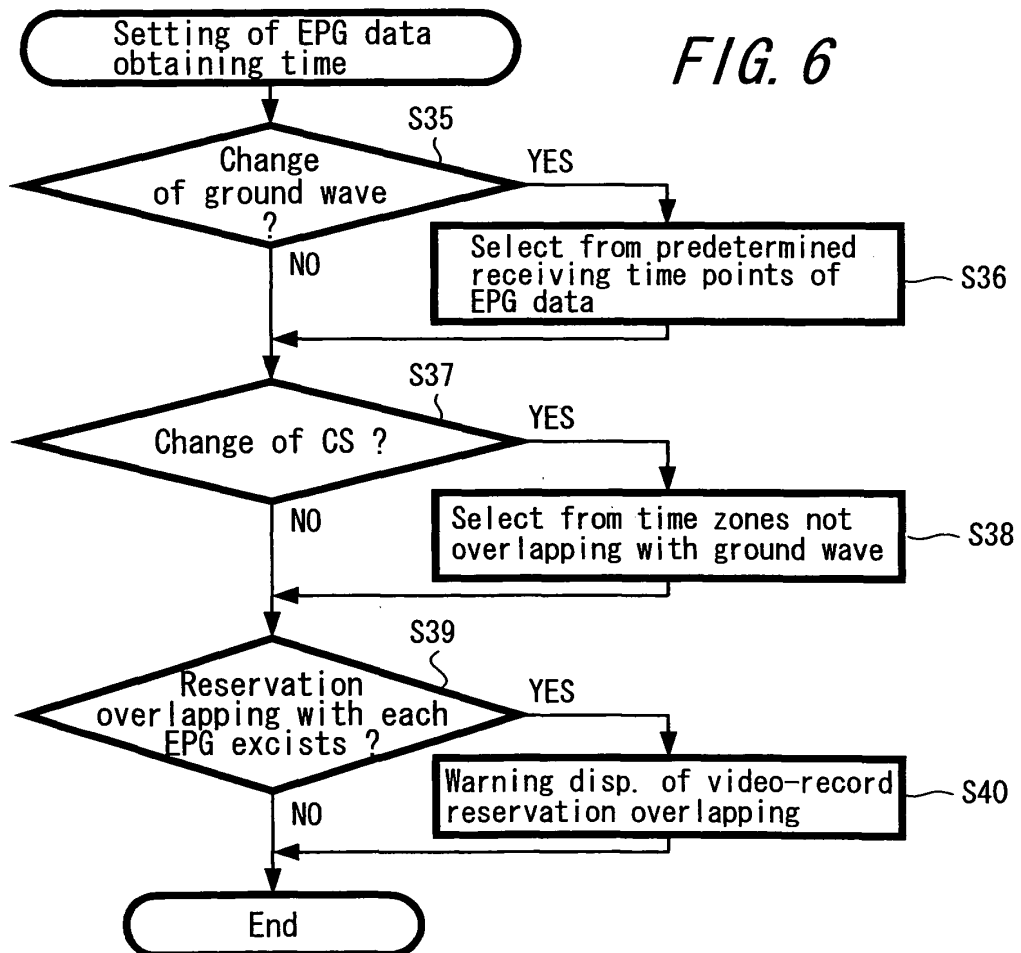 Setting of EPG data
obtaining time
FIG. 6
S35
Change
of ground wave
?
YES
NO
Select from predetermined
receiving time points of
EPG data
S36
S37
Change of CS ?
YES
NO
Select from time zones not
overlapping with ground wave
S38
S39
Reservation
overlapping with each
EPG excists ?
YES
NO
Warning disp. of video-record
reservation overlapping
S40
End